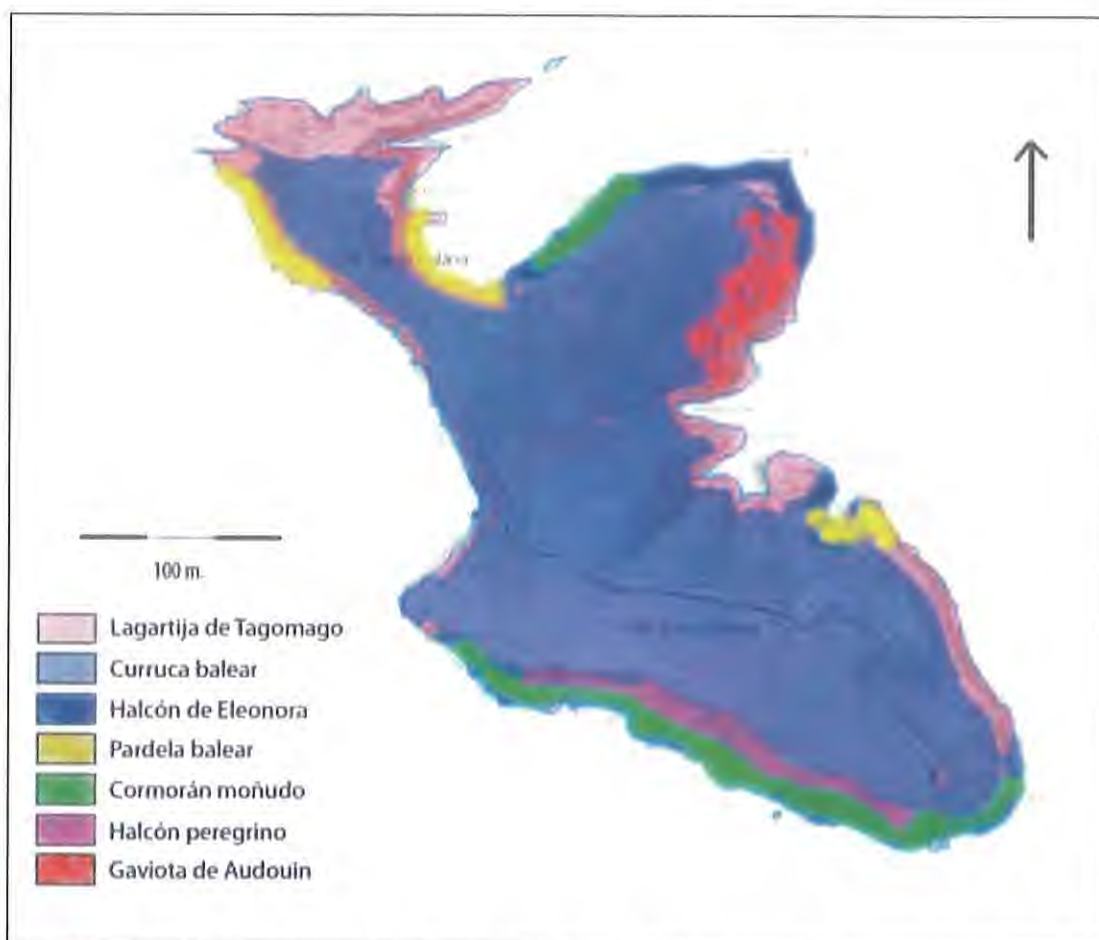 100 m.
Lagartija de Tagomago
Curruca balear
Halcón de Eleonora
Pardela balear
Cormorán moñudo
Halcón peregrino
Gaviota de Audouin